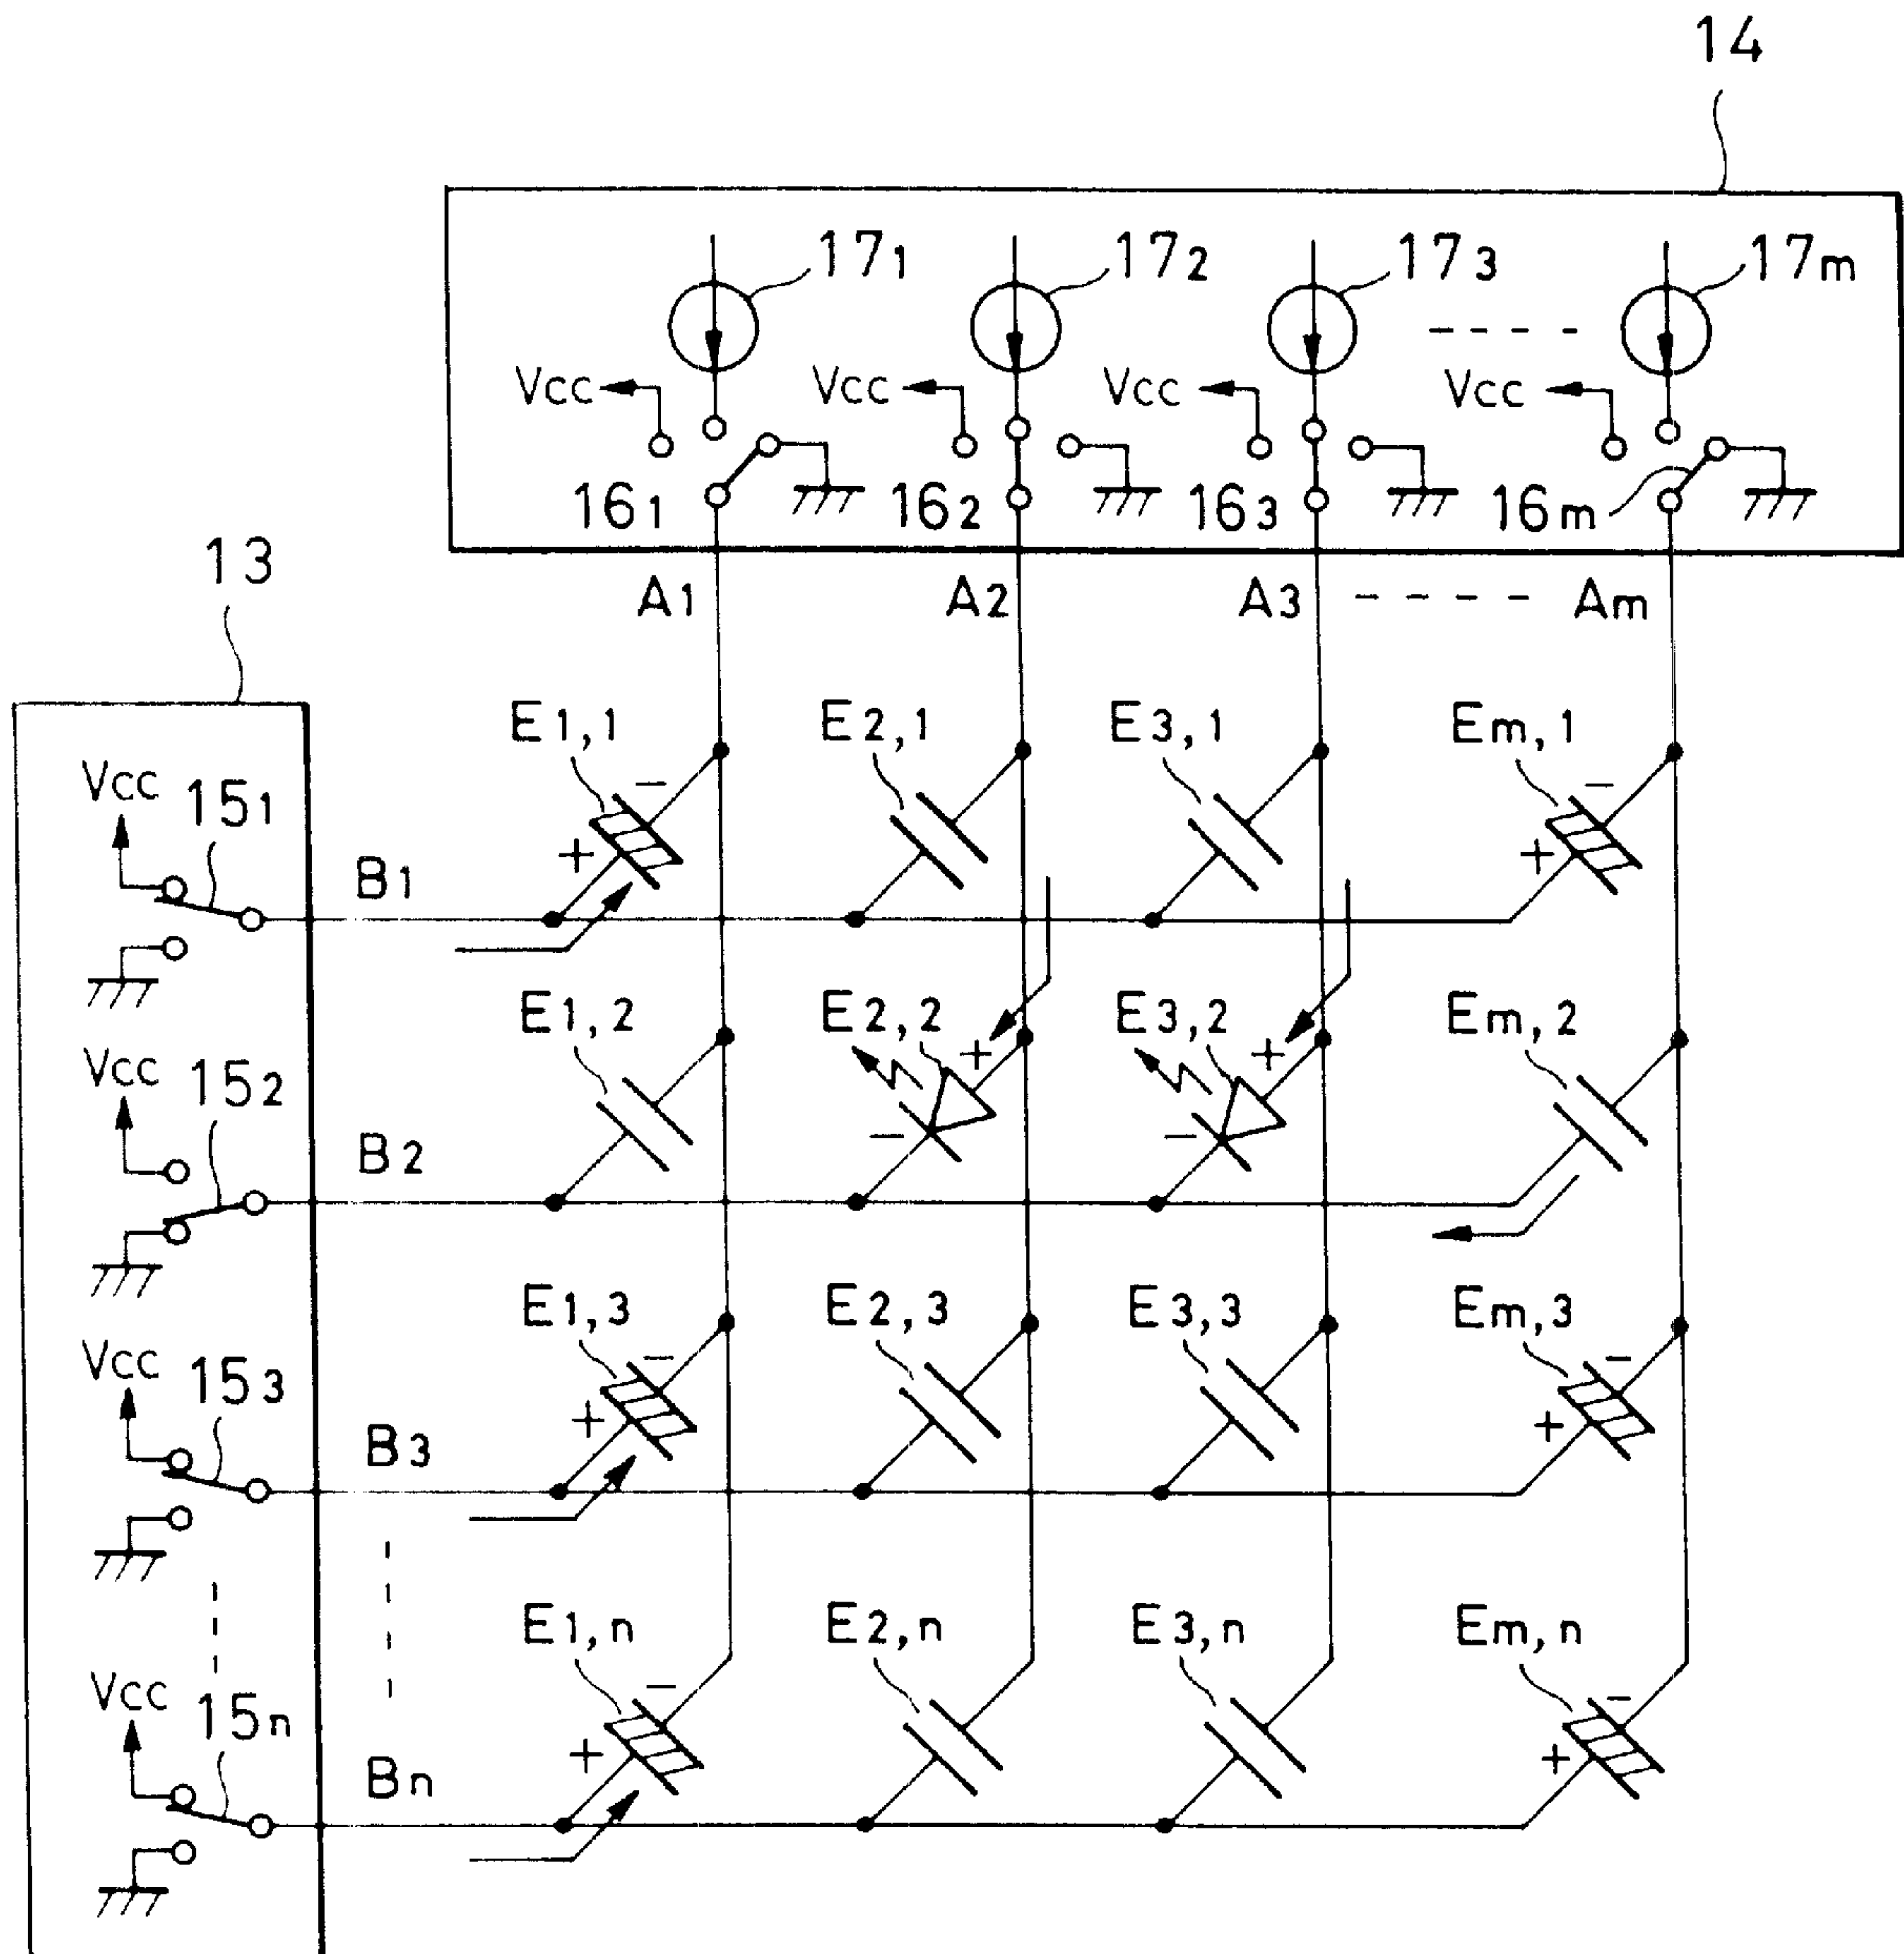 14
17₁ 17₂ 17₃ 17m
Vcc Vcc Vcc Vcc
16₁ 16₂ 16₃ 16m
13
A1 A2 A3 Am
E1,1 E2,1 E3,1 Em,1
Vcc 15₁
B1
+ − + −
E1,2 E2,2 E3,2 Em,2
Vcc 15₂
B2
+ − + −
E1,3 E2,3 E3,3 Em,3
Vcc 15₃
B3
+ − + −
E1,n E2,n E3,n Em,n
Vcc 15n
Bn
+ − + −